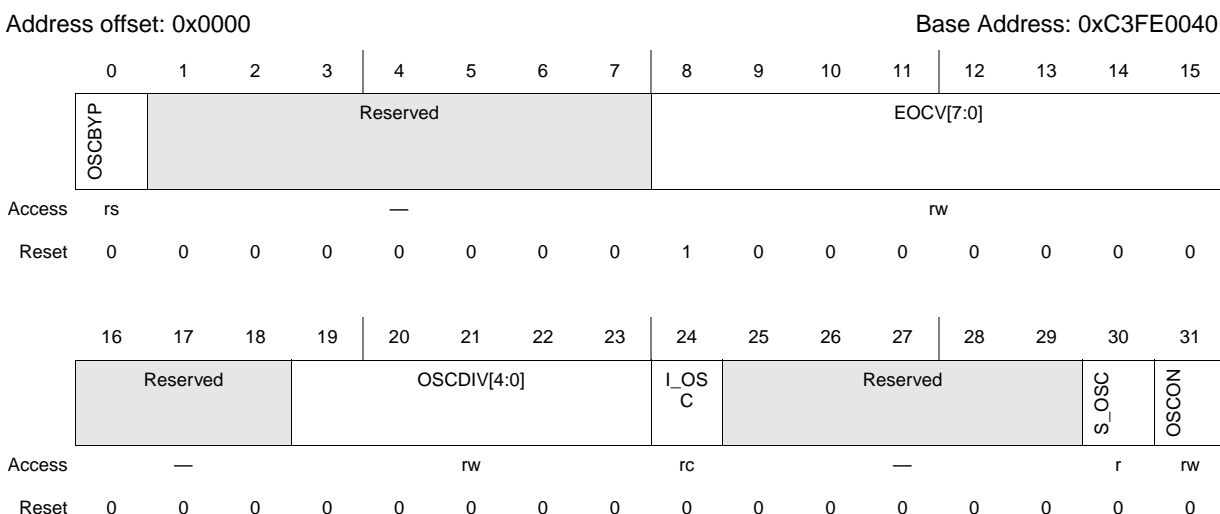 Address offset: 0x0000 Base Address: 0xC3FE0040
0 1 2 3 4 5 6 7 8 9 10 11 12 13 14 15
OSCBYP Reserved EOCV[7:0]
Access rs — rw
Reset 0 0 0 0 0 0 0 0 1 0 0 0 0 0 0 0
16 17 18 19 20 21 22 23 24 25 26 27 28 29 30 31
Reserved OSCDIV[4:0] I_OS Reserved S_OSC OSCON
C
Access — rw rc — r rw
Reset 0 0 0 0 0 0 0 0 0 0 0 0 0 0 0 0